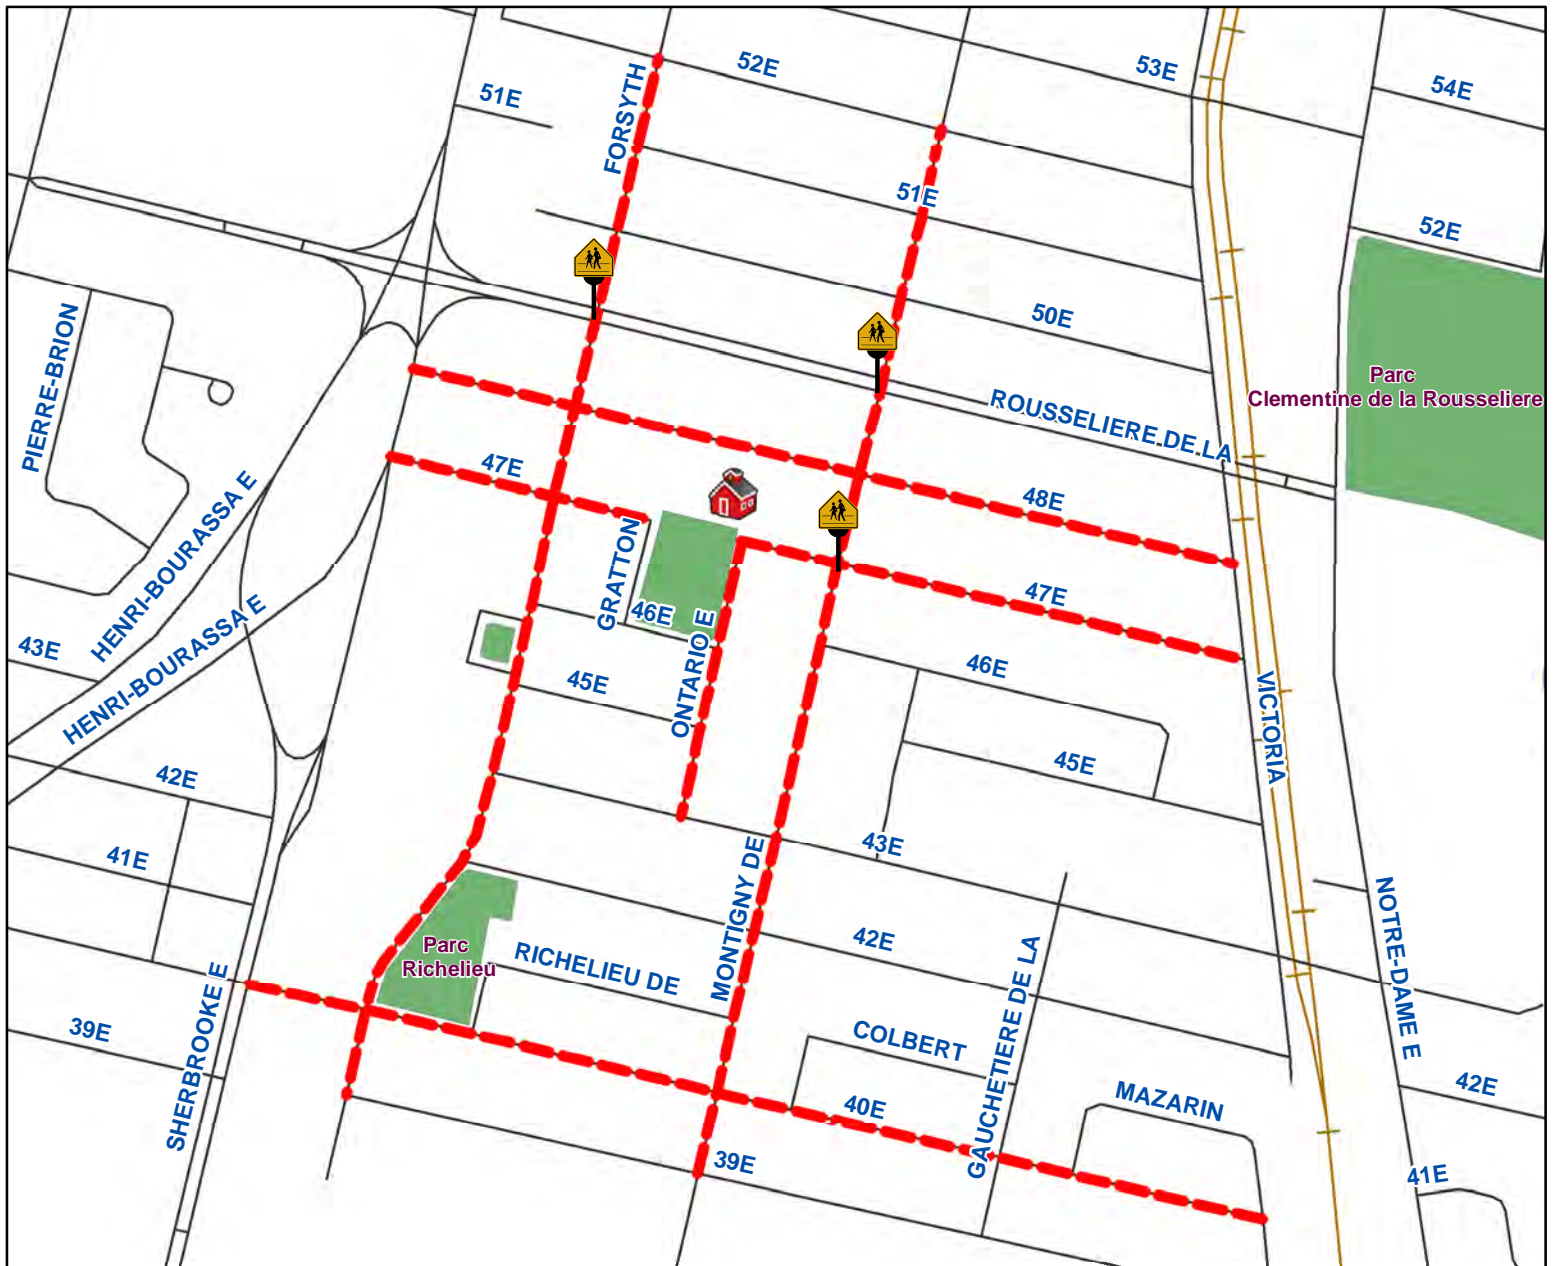 52E
53E
54E
51E
FORSYTH
51E
52E
50E
PIERRE-BRION
Parc
Clementine de la Rousseliere
ROUSSELIERE DE LA
47E
48E
HENRI-BOURASSA E
GRATTON
47E
46E
HENRI-BOURASSA E
43E
ONTARIO E
46E
45E
VICTORIA
42E
45E
43E
41E
MONTIGNY DE
NOTRE-DAME E
42E
Parc
Richelieu
RICHELIEU DE
GAUCHETIERE DE LA
SHERBROOKE E
39E
COLBERT
42E
MAZARIN
40E
39E
41E